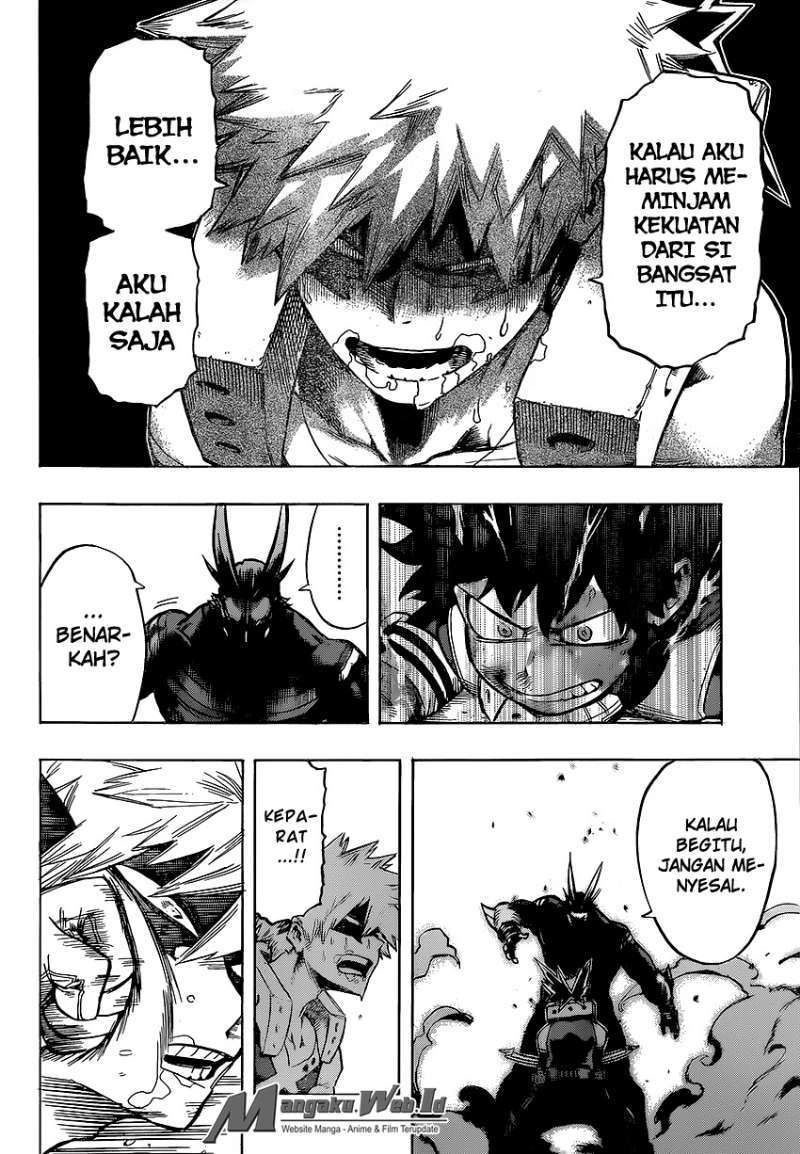 KALAU AKU
HARUS ME-
MINJAM
KEKUATAN
DARI SI
BANGSAT
ITU...
LEBIH
BAIK...
AKU
KALAH
SAJA
.........
...
BENAR-
KAH?
KALAU
BEGITU,
JANGAN ME-
NYESAL.
KEPA-
RAT
...!!
Mangaku.Web.Id
Website Manga - Anime & Film Terupdate